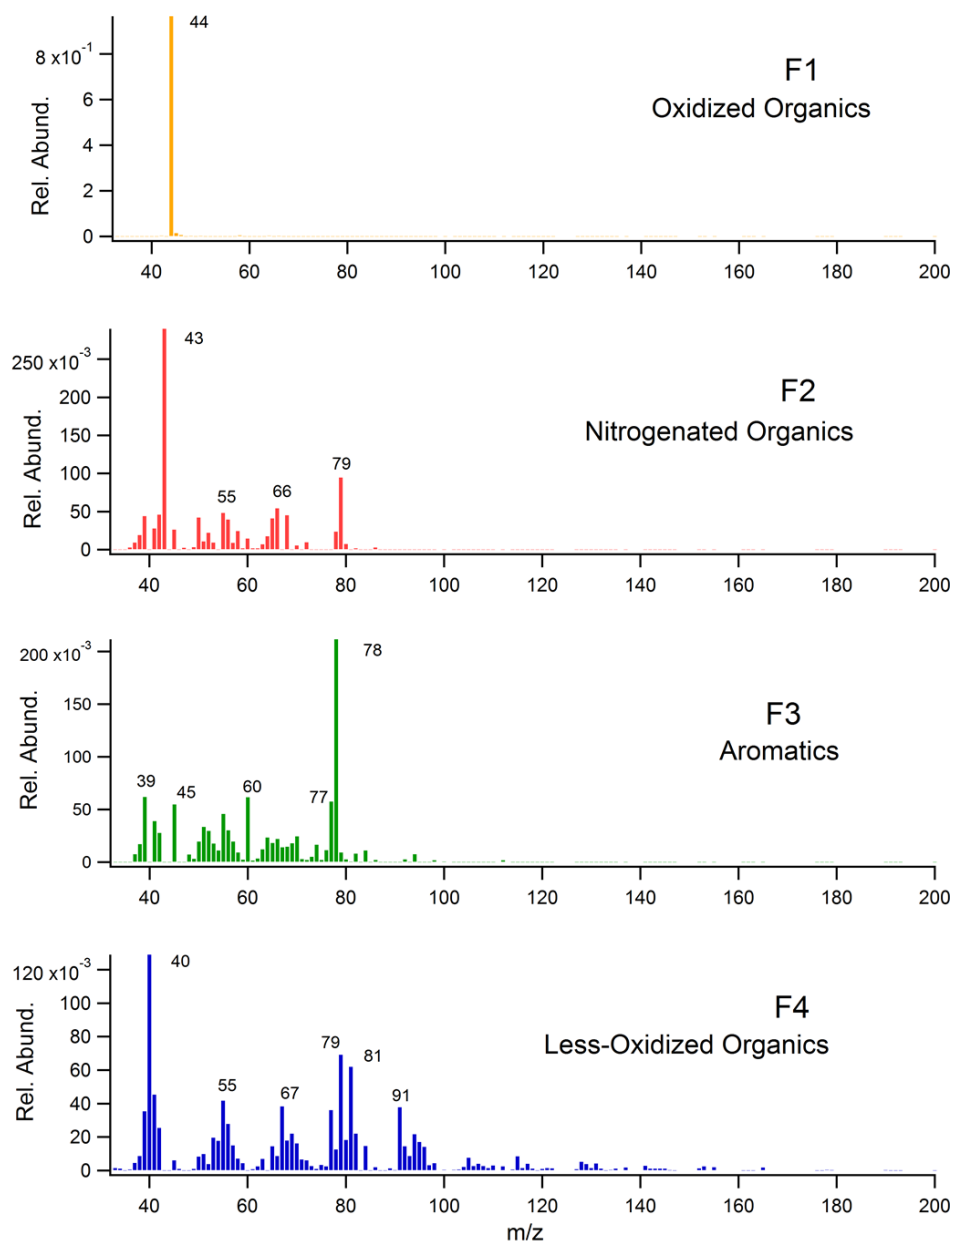 44
8 x10-1
F1
Oxidized Organics
6
4
2
0
Rel. Abund.
40 60 80 100 120 140 160 180 200
43
250 x10-3
F2
Nitrogenated Organics
200
150
100
50
0
Rel. Abund.
55
66
79
40 60 80 100 120 140 160 180 200
200 x10-3
78
F3
Aromatics
150
100
50
0
Rel. Abund.
39
45
60
77
40 60 80 100 120 140 160 180 200
40
120 x10-3
F4
Less-Oxidized Organics
100
80
60
40
20
0
Rel. Abund.
55
67
79
81
91
40 60 80 100 120 140 160 180 200
m/z